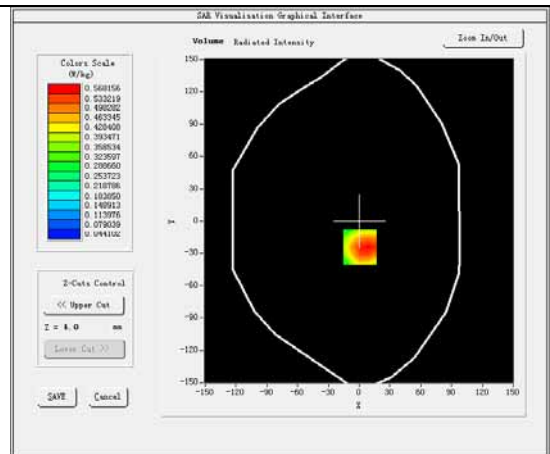 SAR Visualisation Graphical Interface
Volume Radiated Intensity
Zoom In/Out
Colors Scale
(W/kg)
0.568156
0.533219
0.498282
0.463345
0.428408
0.393471
0.358534
0.323597
0.288660
0.253723
0.218786
0.183850
0.148913
0.113976
0.079039
0.044102
Z-Cuts Control
<< Upper Cut
Z = 4.0 mm
Lower Cut >>
SAVE
Cancel
150
120
90
60
30
0
-30
-60
-90
-120
-150
Y
-150 -120 -90 -60 -30 0 30 60 90 120 150
X